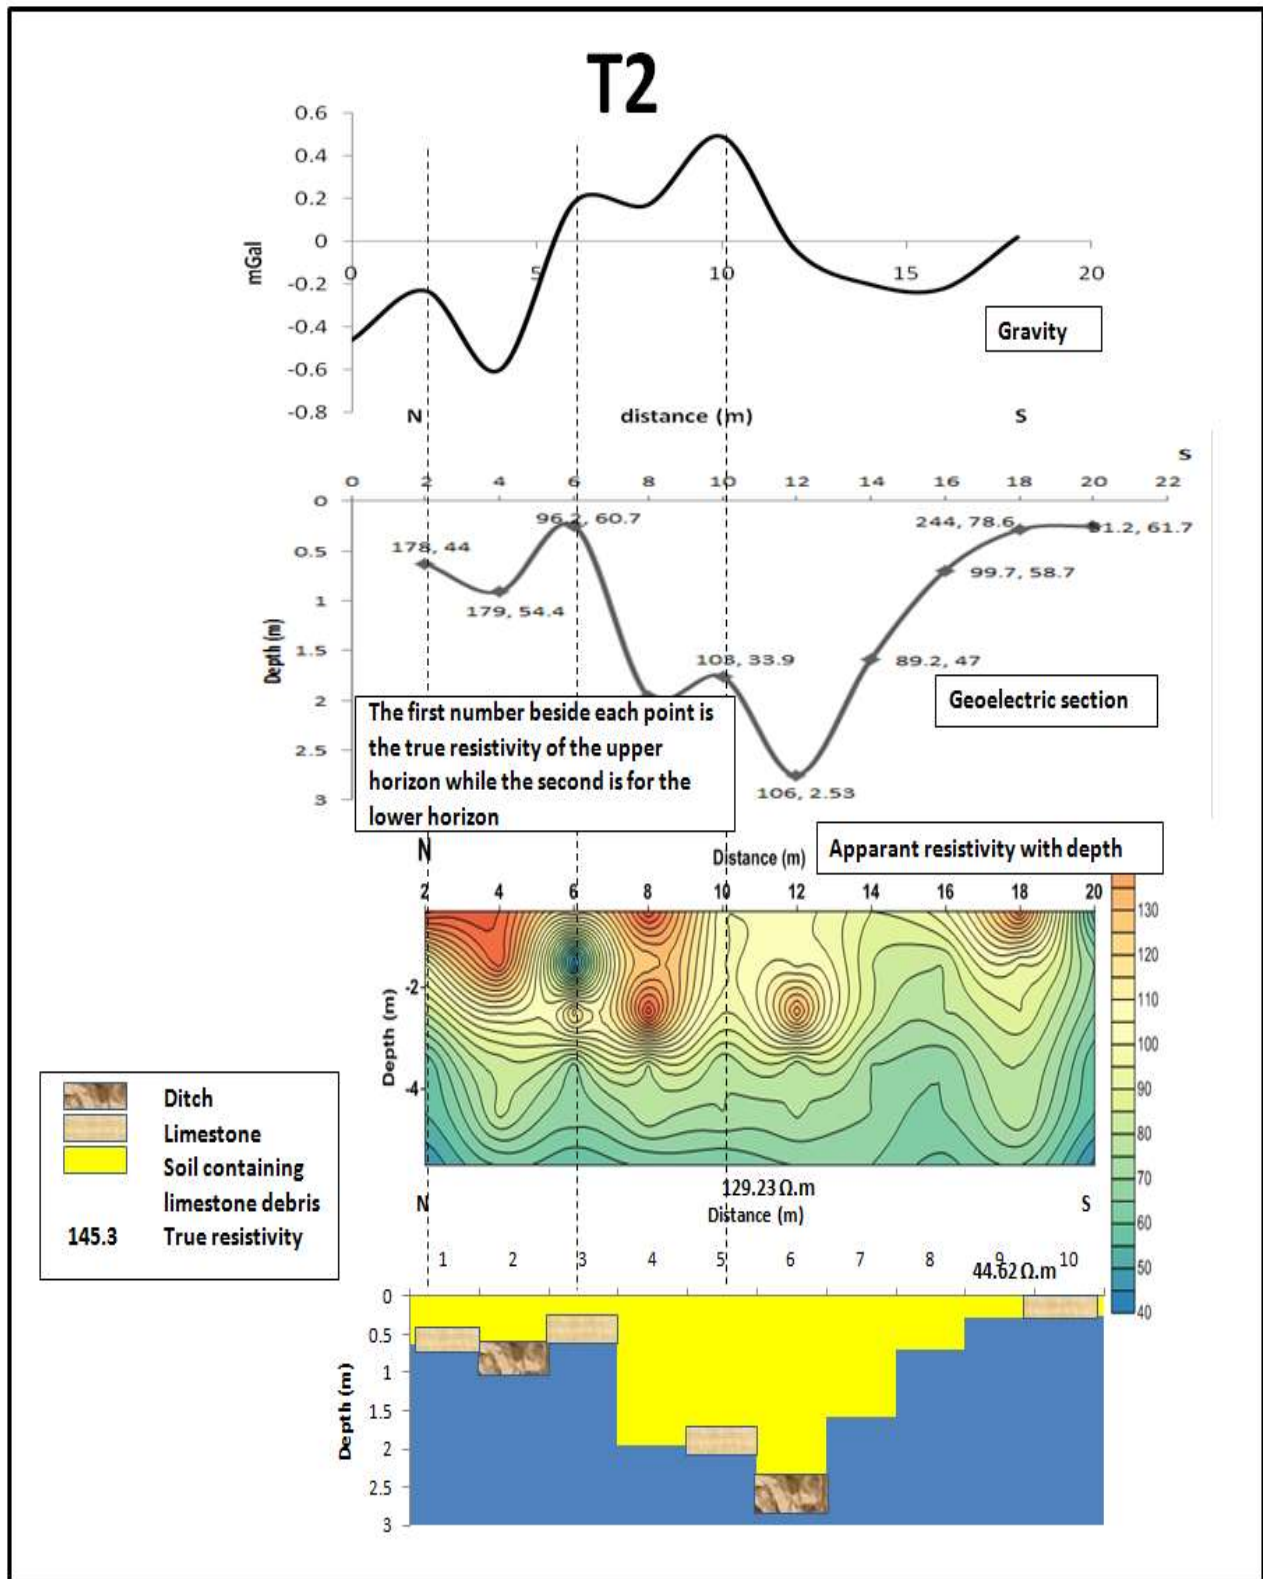 T2
0.6
0.4
0.2
0
-0.2
-0.4
-0.6
-0.8
mGal
0 5 10 15 20
Gravity
N distance (m) S
S
0 2 4 6 8 10 12 14 16 18 20 22
0
0.5
1
1.5
2
2.5
3
Depth (m)
178, 44
179, 54.4
96.2, 60.7
103, 33.9
106, 2.53
89.2, 47
99.7, 58.7
244, 78.6
91.2, 61.7
Geoelectric section
The first number beside each point is
the true resistivity of the upper
horizon while the second is for the
lower horizon
N
Distance (m)
Apparant resistivity with depth
2 4 6 8 10 12 14 16 18 20
-2
-4
Depth (m)
130
120
110
100
90
80
70
60
50
40
Ditch
Limestone
Soil containing
limestone debris
145.3 True resistivity
129.23 Ω.m
N Distance (m) S
1 2 3 4 5 6 7 8 9 10
44.62 Ω.m
0
0.5
1
1.5
2
2.5
3
Depth (m)